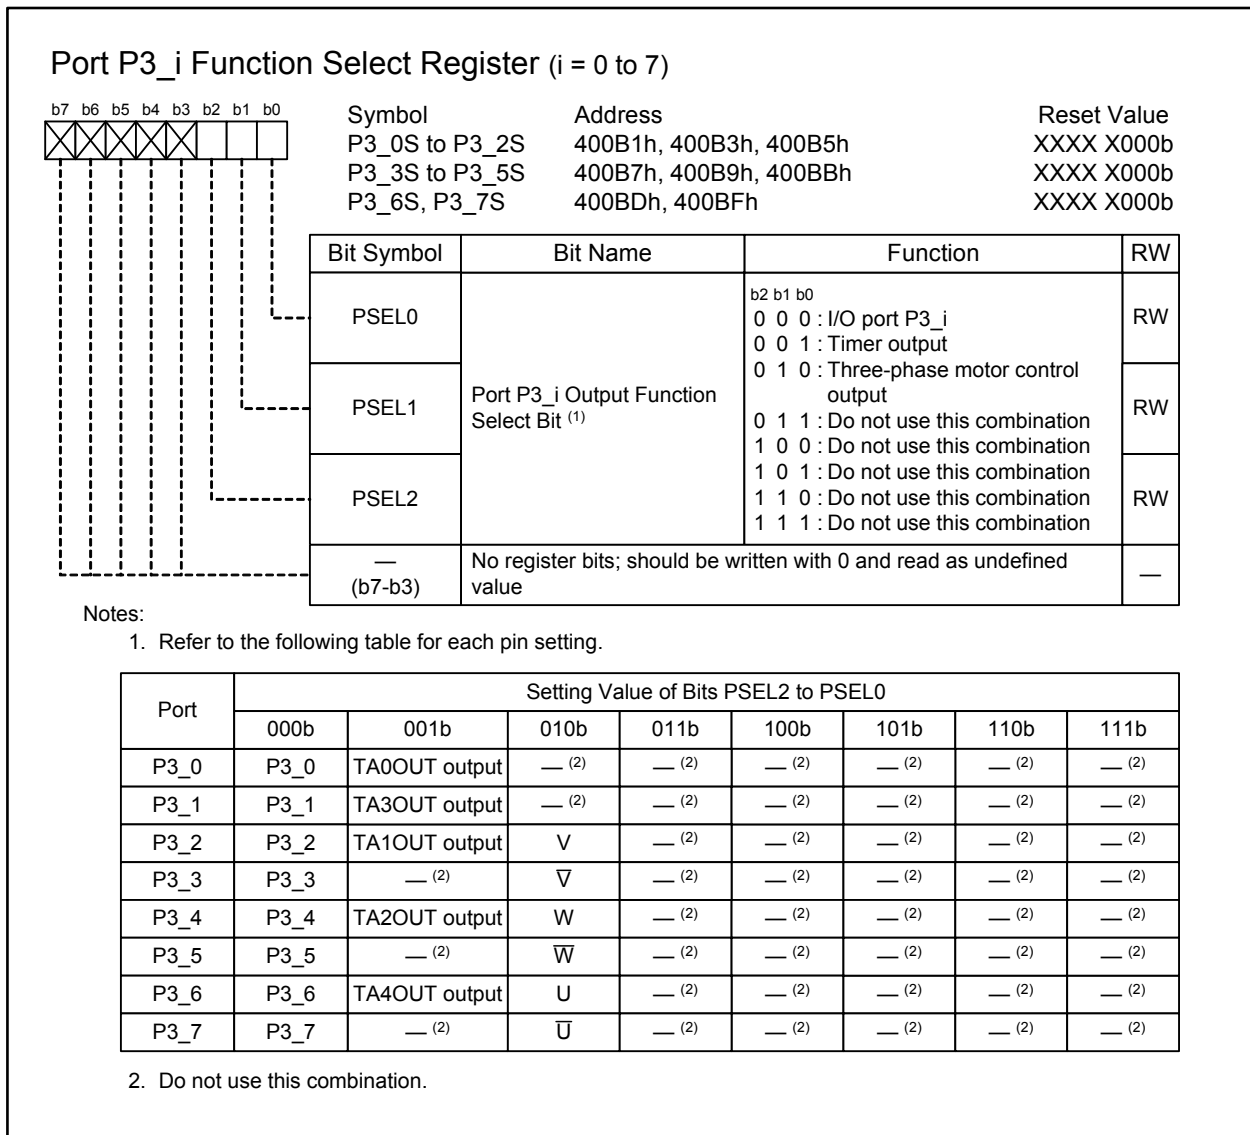 Port P3_i Function Select Register (i = 0 to 7)
b7 b6 b5 b4 b3 b2 b1 b0
Symbol Address Reset Value
P3_0S to P3_2S 400B1h, 400B3h, 400B5h XXXX X000b
P3_3S to P3_5S 400B7h, 400B9h, 400BBh XXXX X000b
P3_6S, P3_7S 400BDh, 400BFh XXXX X000b
Bit Symbol Bit Name Function RW
PSEL0 RW
PSEL1 RW
PSEL2 RW
Port P3_i Output Function
Select Bit (1)
b2 b1 b0
0 0 0 : I/O port P3_i
0 0 1 : Timer output
0 1 0 : Three-phase motor control
output
0 1 1 : Do not use this combination
1 0 0 : Do not use this combination
1 0 1 : Do not use this combination
1 1 0 : Do not use this combination
1 1 1 : Do not use this combination
— (b7-b3) No register bits; should be written with 0 and read as undefined
value —
Notes:
1. Refer to the following table for each pin setting.
Port Setting Value of Bits PSEL2 to PSEL0
000b 001b 010b 011b 100b 101b 110b 111b
P3_0 P3_0 TA0OUT output — (2) — (2) — (2) — (2) — (2) — (2)
P3_1 P3_1 TA3OUT output — (2) — (2) — (2) — (2) — (2) — (2)
P3_2 P3_2 TA1OUT output V — (2) — (2) — (2) — (2) — (2)
P3_3 P3_3 — (2) V̅ — (2) — (2) — (2) — (2) — (2)
P3_4 P3_4 TA2OUT output W — (2) — (2) — (2) — (2) — (2)
P3_5 P3_5 — (2) W̅ — (2) — (2) — (2) — (2) — (2)
P3_6 P3_6 TA4OUT output U — (2) — (2) — (2) — (2) — (2)
P3_7 P3_7 — (2) U̅ — (2) — (2) — (2) — (2) — (2)
2. Do not use this combination.